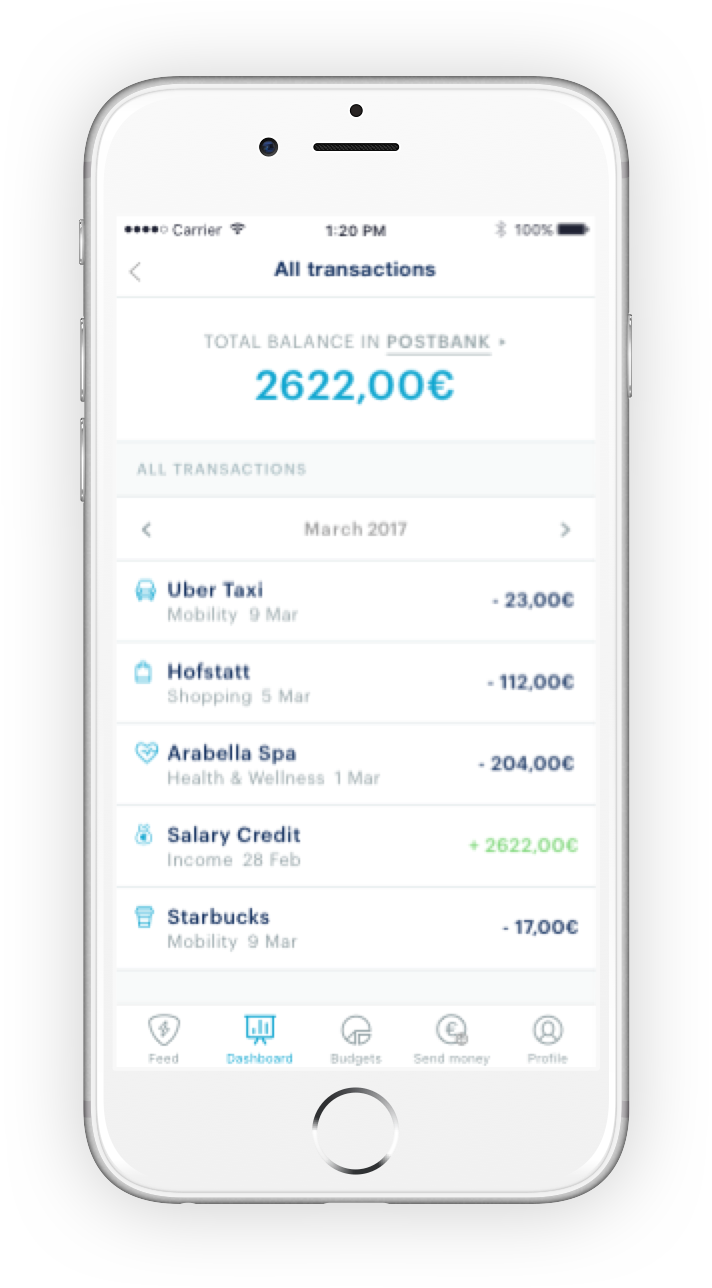 Carrier 1:20 PM 100%
All transactions
TOTAL BALANCE IN POSTBANK
2622,00€
ALL TRANSACTIONS
March 2017
Uber Taxi
Mobility 9 Mar
- 23,00€
Hofstatt
Shopping 5 Mar
- 112,00€
Arabella Spa
Health & Wellness 1 Mar
- 204,00€
Salary Credit
Income 28 Feb
+ 2622,00€
Starbucks
Mobility 9 Mar
- 17,00€
Feed Dashboard Budgets Send money Profile